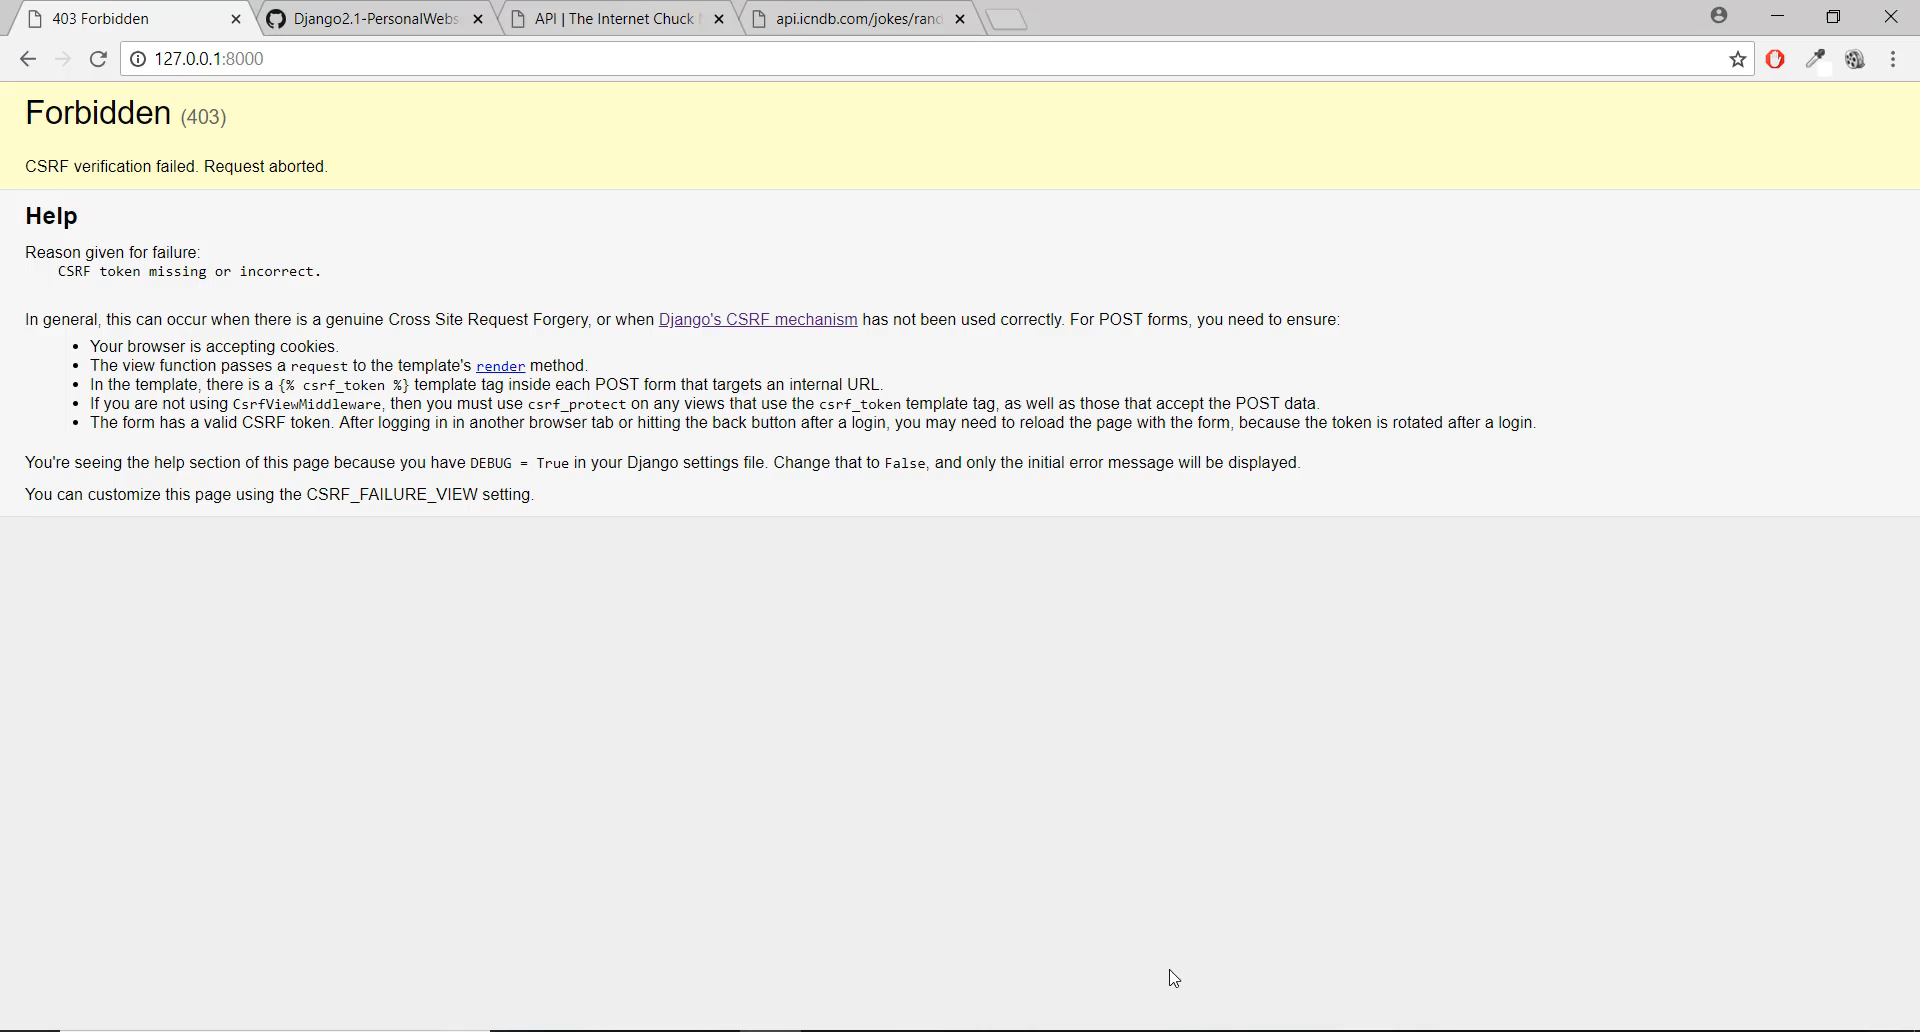 403 Forbidden
Django2.1-PersonalWebs
API | The Internet Chuck
api.icndb.com/jokes/rand
127.0.0.1:8000
Forbidden (403)
CSRF verification failed. Request aborted.
Help
Reason given for failure:
CSRF token missing or incorrect.
In general, this can occur when there is a genuine Cross Site Request Forgery, or when Django's CSRF mechanism has not been used correctly. For POST forms, you need to ensure:
• Your browser is accepting cookies.
• The view function passes a request to the template's render method.
• In the template, there is a {% csrf_token %} template tag inside each POST form that targets an internal URL.
• If you are not using CsrfViewMiddleware, then you must use csrf_protect on any views that use the csrf_token template tag, as well as those that accept the POST data.
• The form has a valid CSRF token. After logging in in another browser tab or hitting the back button after a login, you may need to reload the page with the form, because the token is rotated after a login.
You're seeing the help section of this page because you have DEBUG = True in your Django settings file. Change that to False, and only the initial error message will be displayed.
You can customize this page using the CSRF_FAILURE_VIEW setting.